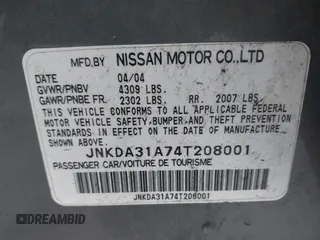 MFD.BY NISSAN MOTOR CO.,LTD
DATE 04/04
GVWR/PNBV 4309 LBS.
GAWR/PNBE FR. 2302 LBS. RR. 2007 LBS.
THIS VEHICLE CONFORMS TO ALL APPLICABLE FEDERAL
MOTOR VEHICLE SAFETY,BUMPER,AND THEFT PREVENTION
STANDARDS IN EFFECT ON THE DATE OF MANUFACTURE
SHOWN ABOVE.
JNKDA31A74T208001
PASSENGER CAR/VOITURE DE TOURISME
JNKDA31A74T208001
DREAMBID